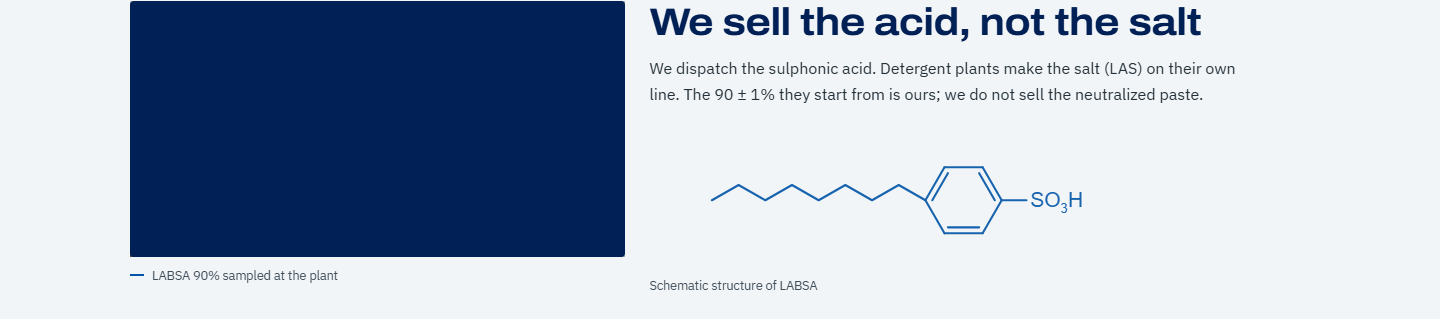 We sell the acid, not the salt
We dispatch the sulphonic acid. Detergent plants make the salt (LAS) on their own
line. The 90 ± 1% they start from is ours; we do not sell the neutralized paste.
SO₃H
LABSA 90% sampled at the plant
Schematic structure of LABSA